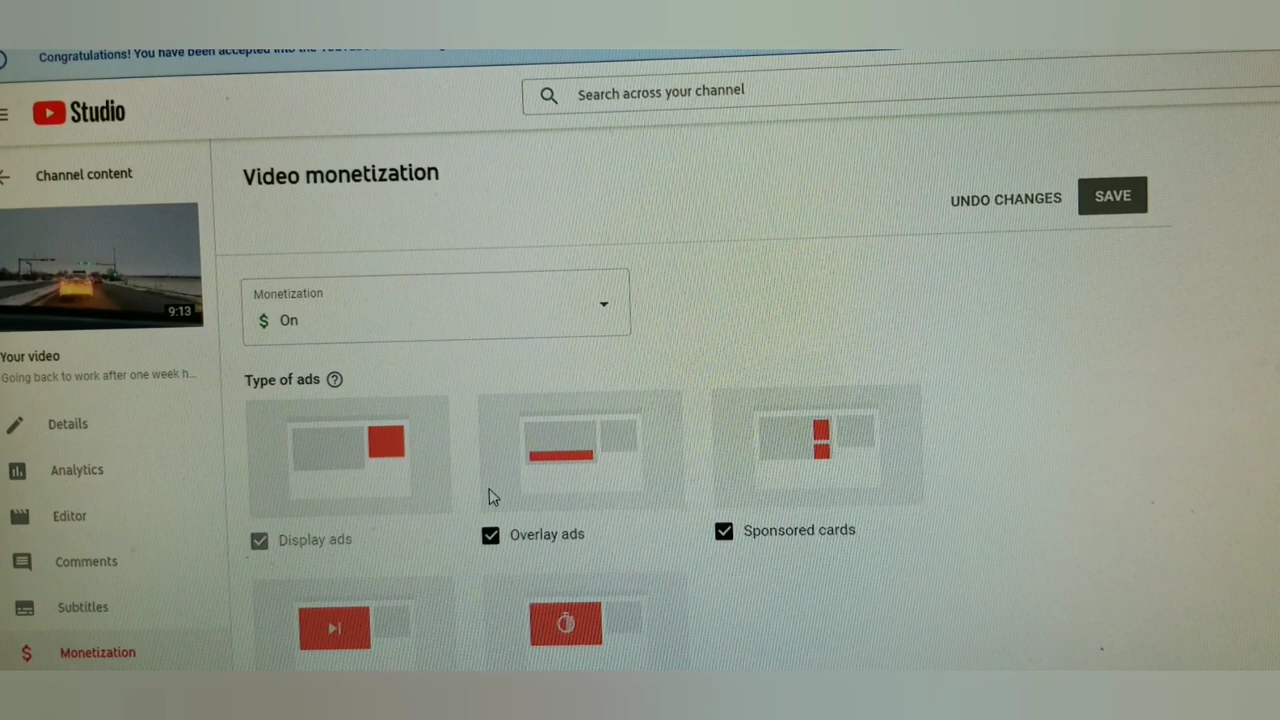 Congratulations! You have been accepted into the
Studio
Search across your channel
Channel content
Video monetization
UNDO CHANGES
SAVE
9:13
Monetization
$ On
Your video
Going back to work after one week h...
Type of ads ?
Details
Analytics
Editor
Comments
Subtitles
$ Monetization
Display ads
Overlay ads
Sponsored cards